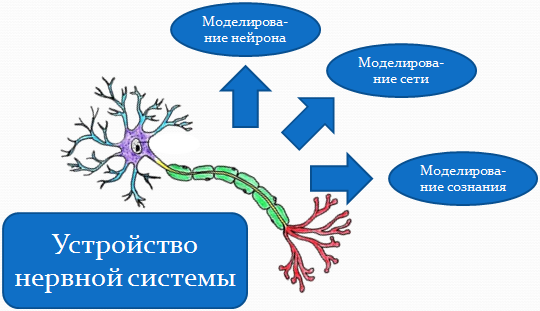 Моделирова-
ние нейрона
Моделирова-
ние сети
Моделирова-
ние сознания
Устройство
нервной системы